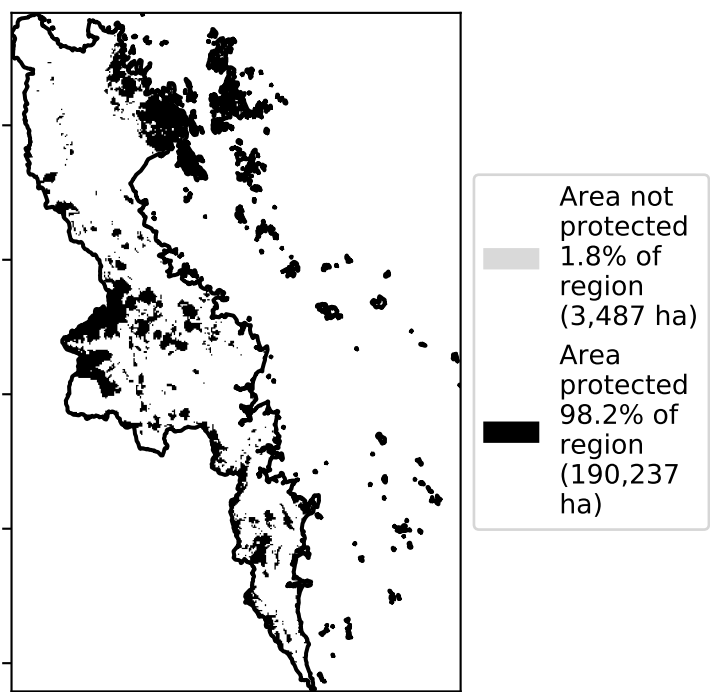 Area not
protected
1.8% of
region
(3,487 ha)
Area
protected
98.2% of
region
(190,237
ha)